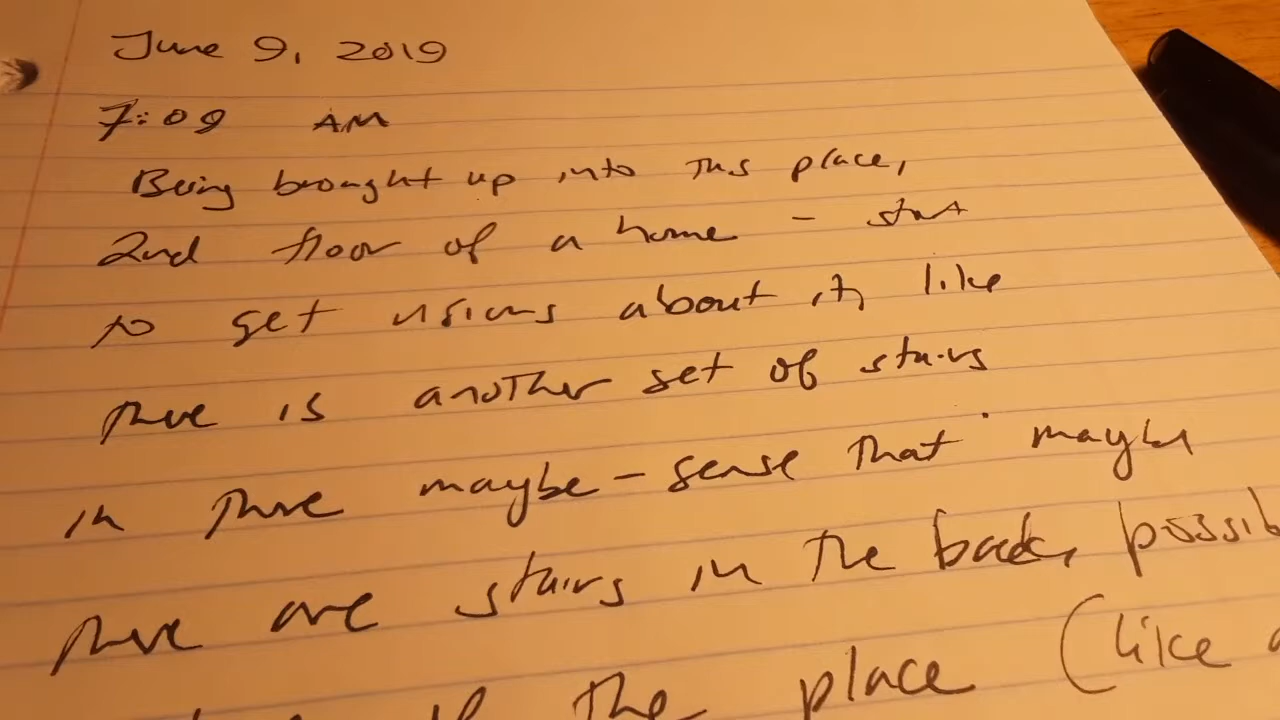 June 9, 2019
7:09 AM
Being brought up into this place,
2nd floor of a home - start
to get visions about it, like
there is another set of stairs
in there maybe - sense that maybe
there are stairs in the back, possib
the place (like a